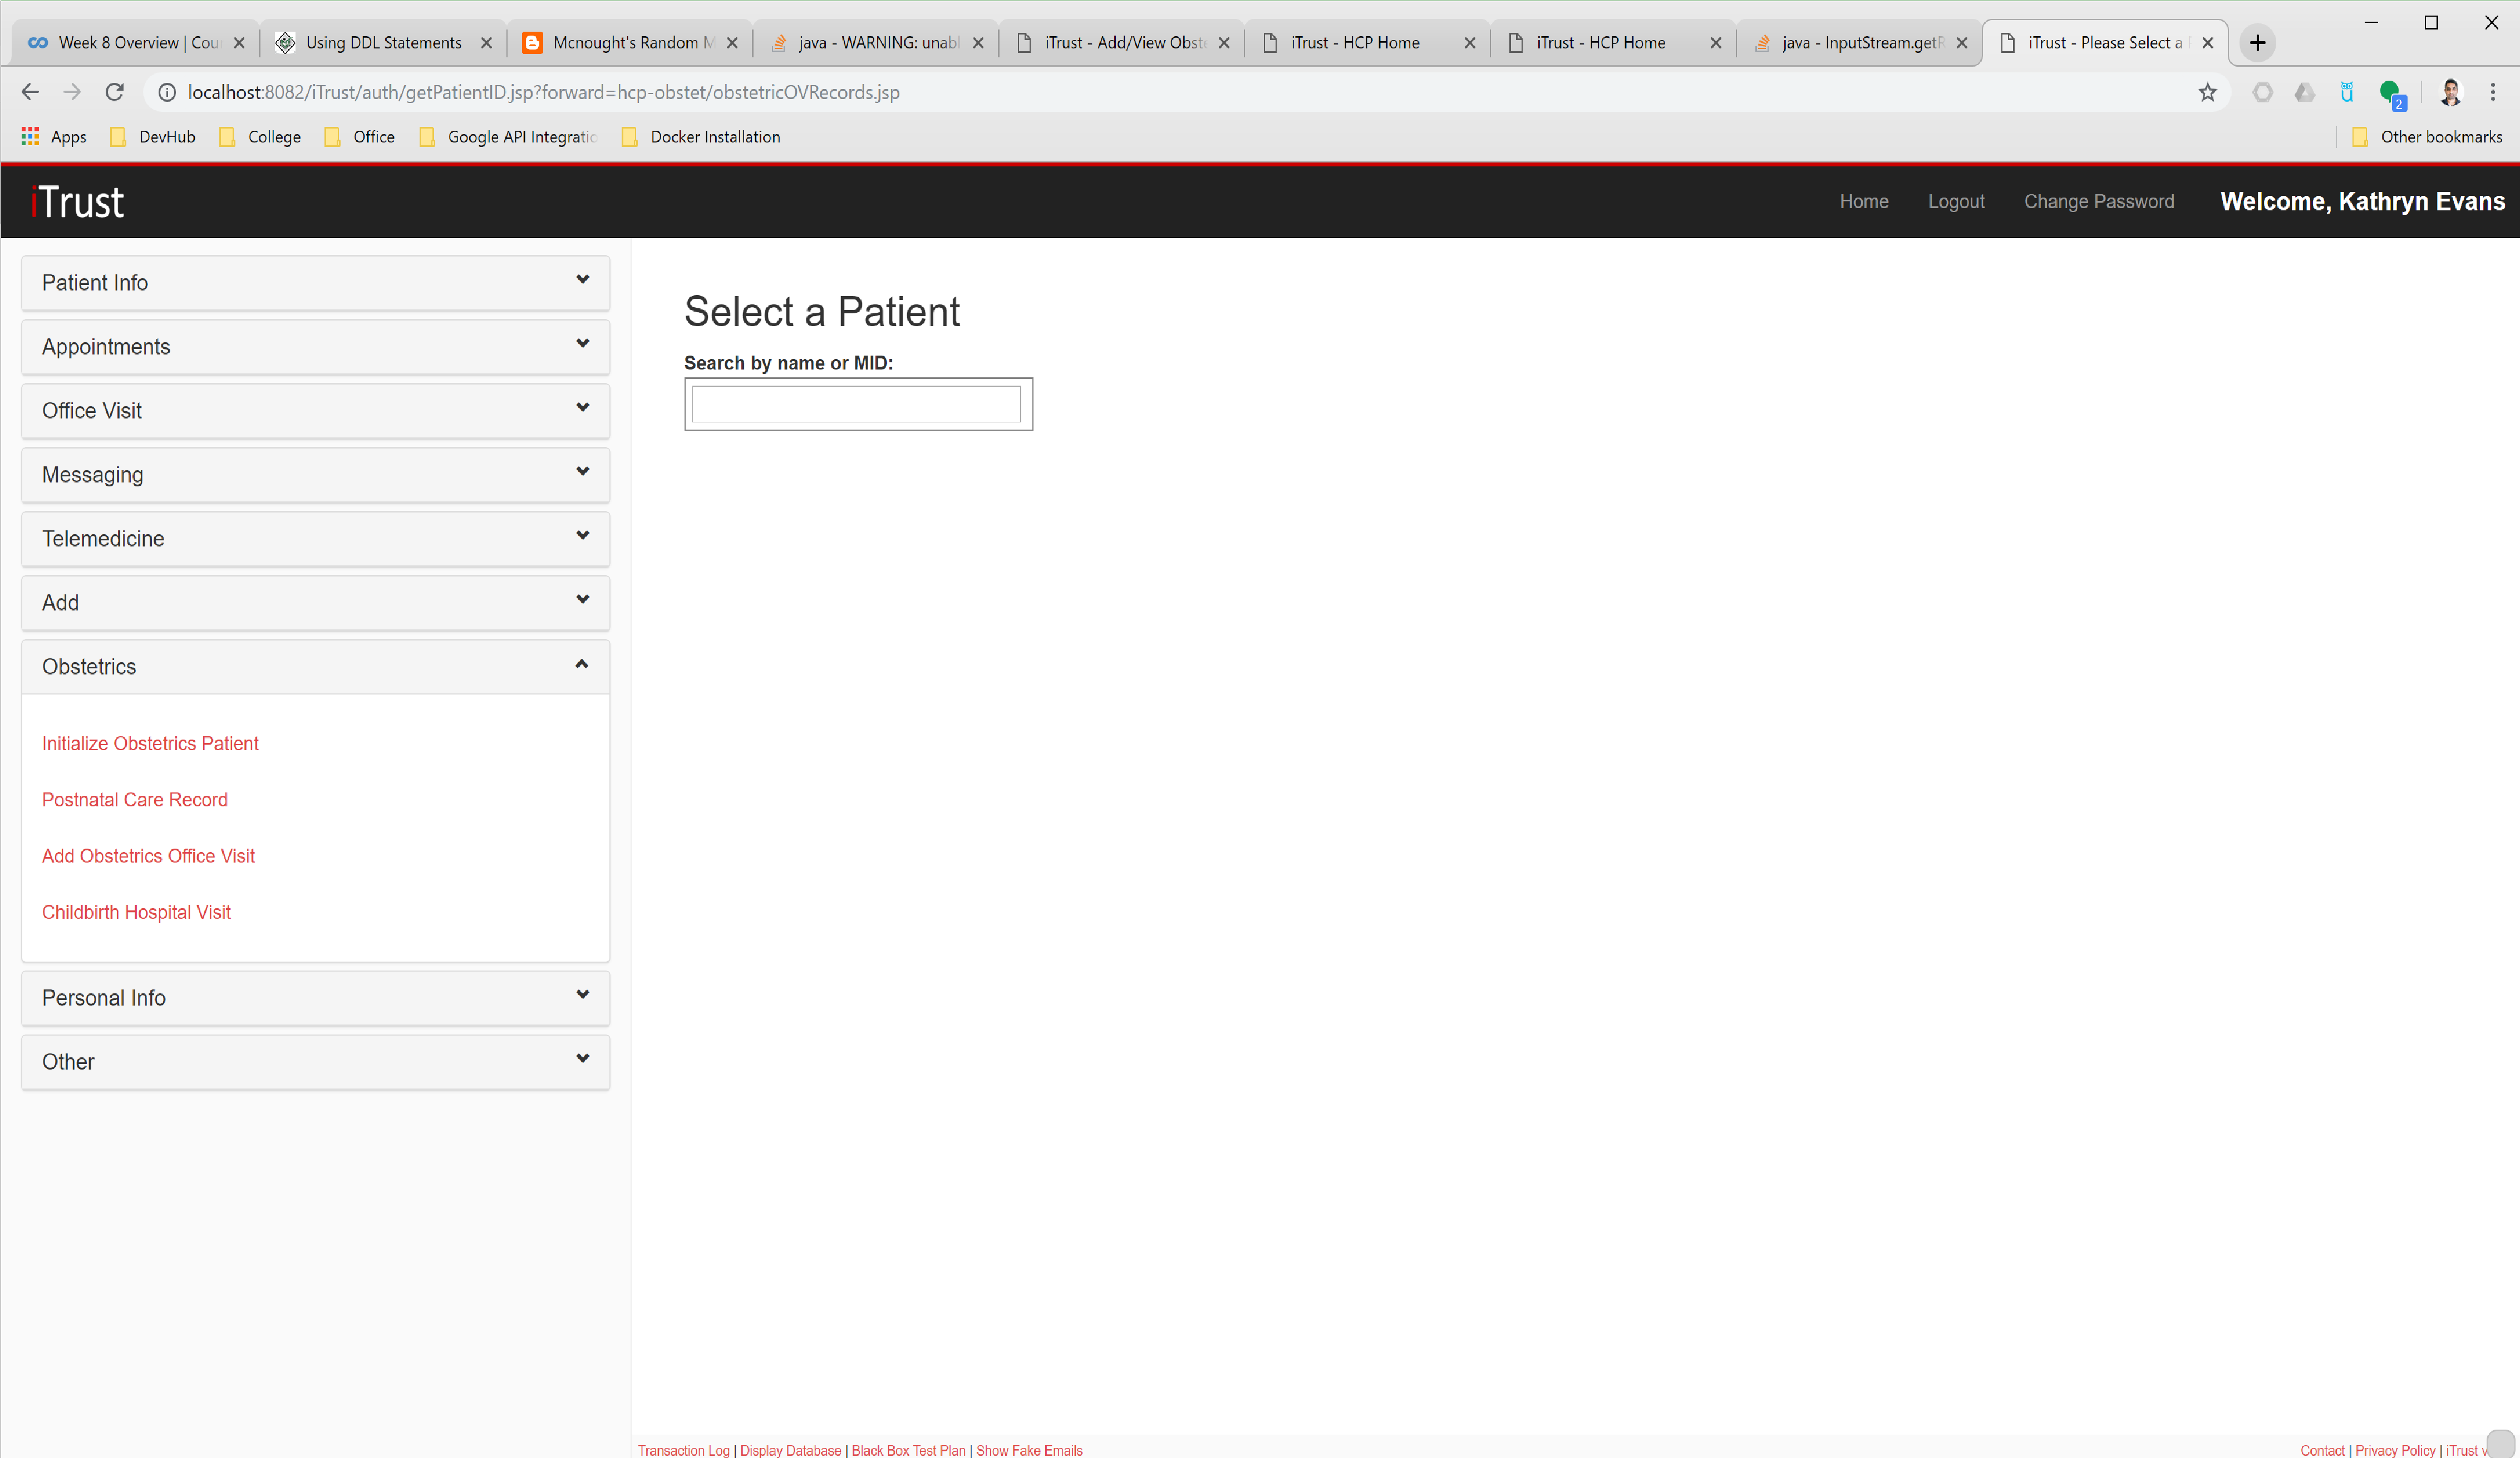 Week 8 Overview | Cou
Using DDL Statements
Mcnought's Random M
java - WARNING: unabl
iTrust - Add/View Obst
iTrust - HCP Home
iTrust - HCP Home
java - InputStream.getR
iTrust - Please Select a
localhost:8082/iTrust/auth/getPatientID.jsp?forward=hcp-obstet/obstetricOVRecords.jsp
2
Apps DevHub College Office Google API Integratio Docker Installation Other bookmarks
iTrust
Home Logout Change Password Welcome, Kathryn Evans
Patient Info
Appointments
Office Visit
Messaging
Telemedicine
Add
Obstetrics
Initialize Obstetrics Patient
Postnatal Care Record
Add Obstetrics Office Visit
Childbirth Hospital Visit
Personal Info
Other
Select a Patient
Search by name or MID:
Transaction Log | Display Database | Black Box Test Plan | Show Fake Emails
Contact | Privacy Policy | iTrust v